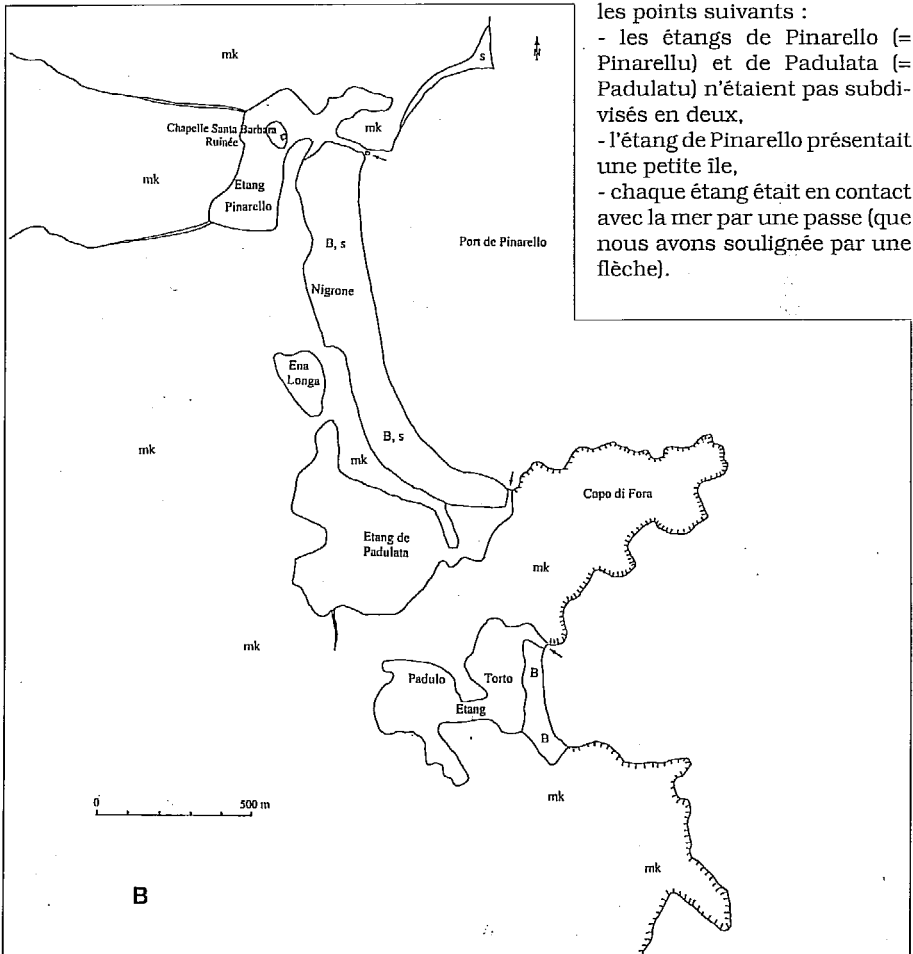 les points suivants :
- les étangs de Pinarello (=
Pinarellu) et de Padulata (=
Padulatu) n'étaient pas subdi-
visés en deux,
- l'étang de Pinarello présentait
une petite île,
- chaque étang était en contact
avec la mer par une passe (que
nous avons soulignée par une
flèche).
mk
s
N
Chapelle Santa Barbara
Ruinée
mk
mk
Etang
Pinarello
B, s
Port de Pinarello
Nigrone
Ena
Longa
B, s
mk
mk
Capo di Fora
Etang de
Padulata
mk
mk
Padulo
Torto
B
Etang
B
0
500 m
mk
mk
B